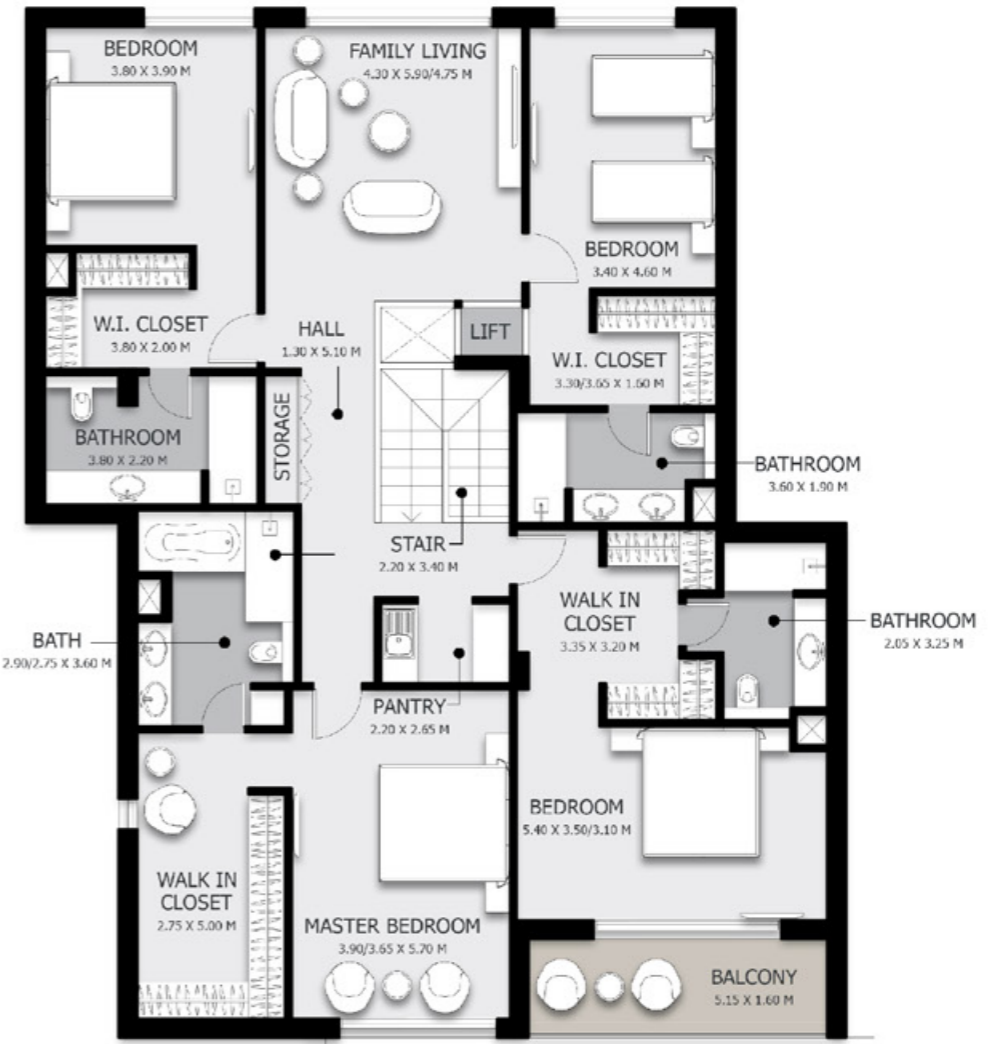 BEDROOM
3.80 X 3.90 M
FAMILY LIVING
4.30 X 5.90/4.75 M
BEDROOM
3.40 X 4.60 M
W.I. CLOSET
3.80 X 2.00 M
HALL
1.30 X 5.10 M
LIFT
W.I. CLOSET
3.30/3.65 X 1.60 M
STORAGE
BATHROOM
3.80 X 2.20 M
BATHROOM
3.60 X 1.90 M
STAIR
2.20 X 3.40 M
WALK IN
CLOSET
3.35 X 3.20 M
BATHROOM
2.05 X 3.25 M
BATH
2.90/2.75 X 3.60 M
PANTRY
2.20 X 2.65 M
BEDROOM
5.40 X 3.50/3.10 M
WALK IN
CLOSET
2.75 X 5.00 M
MASTER BEDROOM
3.90/3.65 X 5.70 M
BALCONY
5.15 X 1.60 M